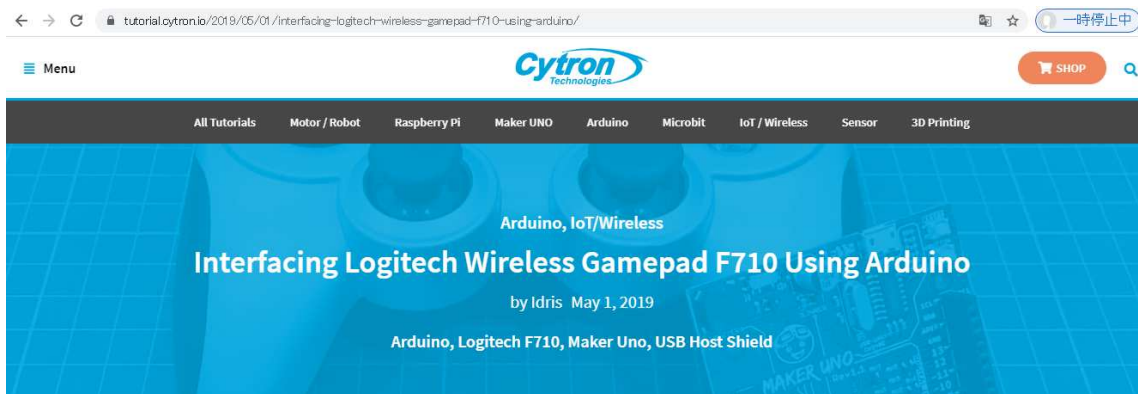 tutorial.cytron.io/2019/05/01/interfacing-logitech-wireless-gamepad-f710-using-arduino/
一時停止中
Menu
Cytron
Technologies
SHOP
All Tutorials Motor / Robot Raspberry Pi Maker UNO Arduino Microbit IoT / Wireless Sensor 3D Printing
Arduino, IoT/Wireless
Interfacing Logitech Wireless Gamepad F710 Using Arduino
by Idris May 1, 2019
Arduino, Logitech F710, Maker Uno, USB Host Shield
MAKER UNO